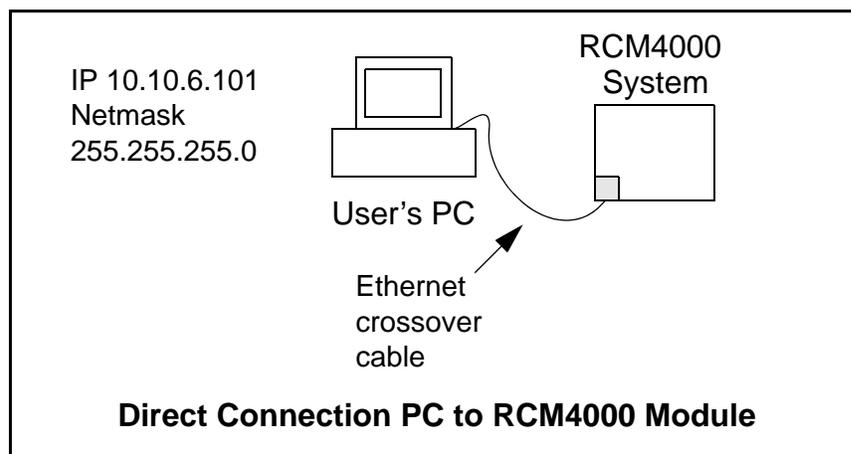 IP 10.10.6.101
Netmask
255.255.255.0
RCM4000
System
User's PC
Ethernet
crossover
cable
Direct Connection PC to RCM4000 Module